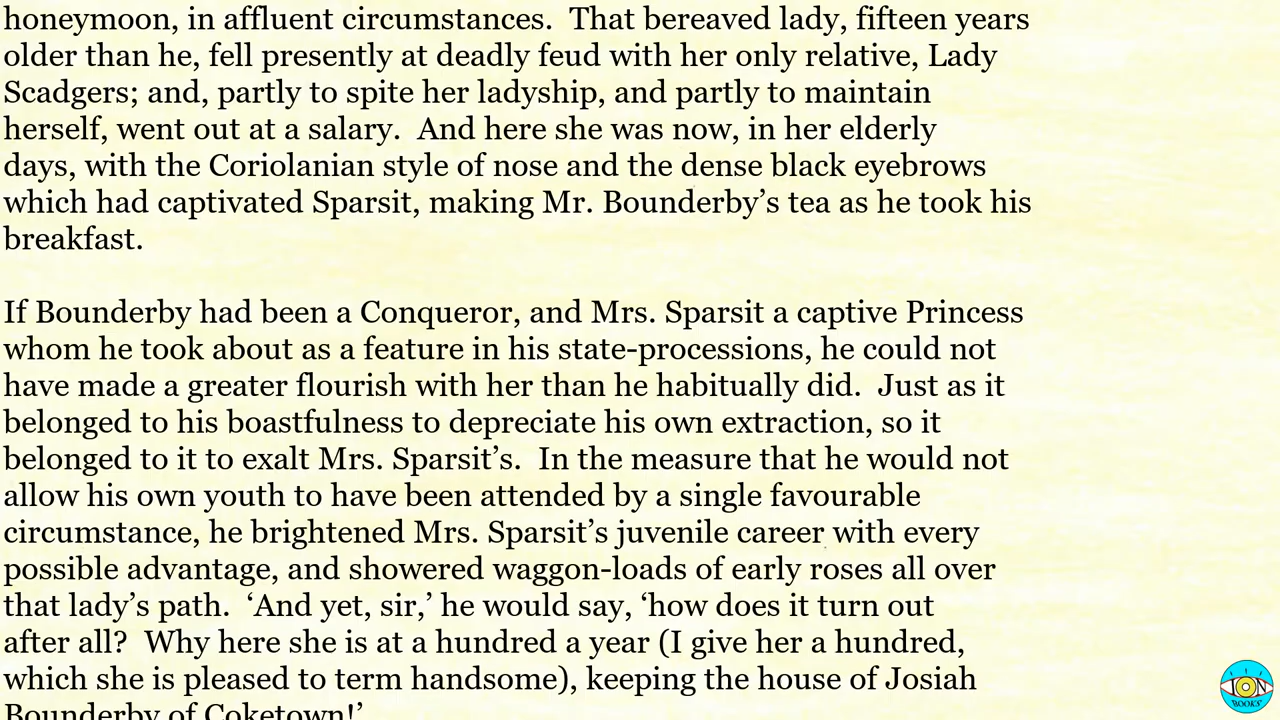 honeymoon, in affluent circumstances.  That bereaved lady, fifteen years
older than he, fell presently at deadly feud with her only relative, Lady
Scadgers; and, partly to spite her ladyship, and partly to maintain
herself, went out at a salary.  And here she was now, in her elderly
days, with the Coriolanian style of nose and the dense black eyebrows
which had captivated Sparsit, making Mr. Bounderby’s tea as he took his
breakfast.

If Bounderby had been a Conqueror, and Mrs. Sparsit a captive Princess
whom he took about as a feature in his state-processions, he could not
have made a greater flourish with her than he habitually did.  Just as it
belonged to his boastfulness to depreciate his own extraction, so it
belonged to it to exalt Mrs. Sparsit’s.  In the measure that he would not
allow his own youth to have been attended by a single favourable
circumstance, he brightened Mrs. Sparsit’s juvenile career with every
possible advantage, and showered waggon-loads of early roses all over
that lady’s path.  ‘And yet, sir,’ he would say, ‘how does it turn out
after all?  Why here she is at a hundred a year (I give her a hundred,
which she is pleased to term handsome), keeping the house of Josiah
Bounderby of Coketown!’
ION
BOOKS